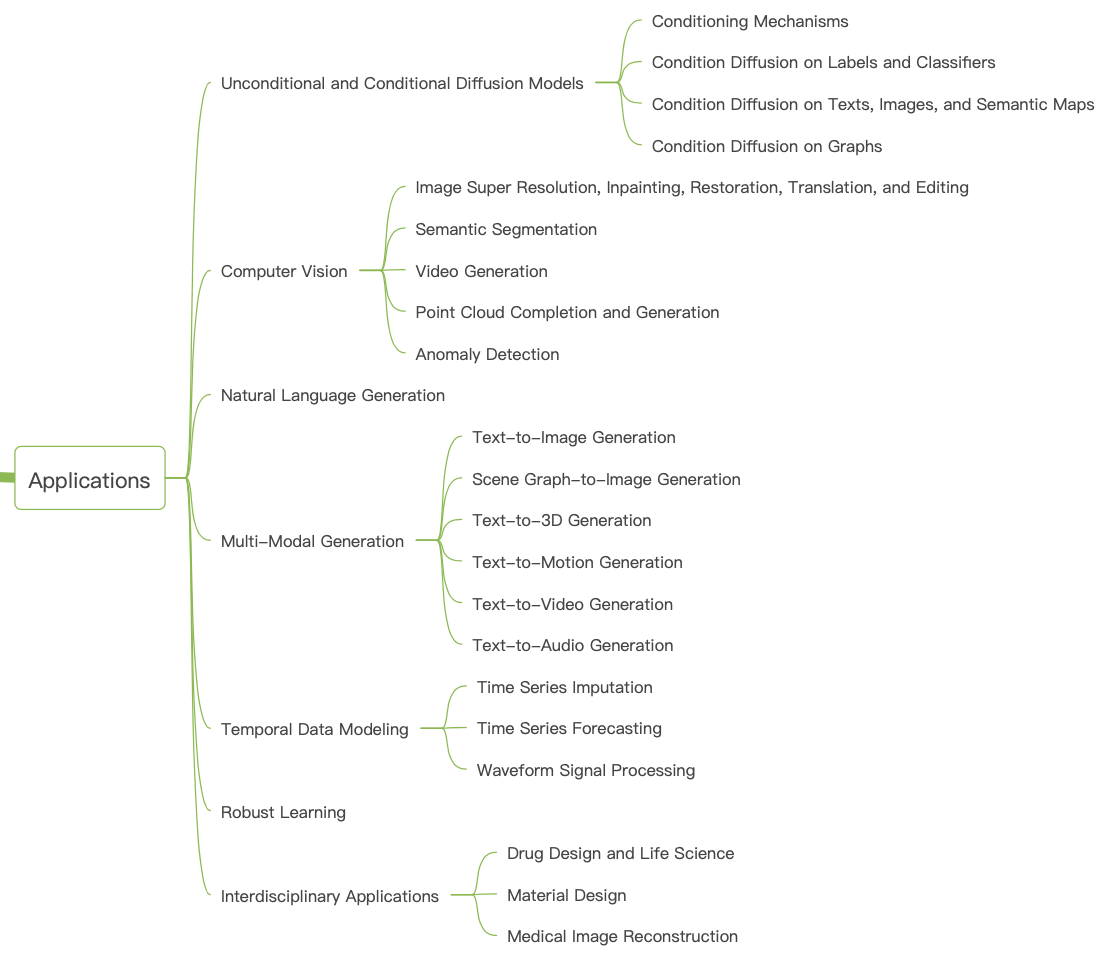 Applications
Unconditional and Conditional Diffusion Models
Conditioning Mechanisms
Condition Diffusion on Labels and Classifiers
Condition Diffusion on Texts, Images, and Semantic Maps
Condition Diffusion on Graphs
Computer Vision
Image Super Resolution, Inpainting, Restoration, Translation, and Editing
Semantic Segmentation
Video Generation
Point Cloud Completion and Generation
Anomaly Detection
Natural Language Generation
Multi–Modal Generation
Text–to–Image Generation
Scene Graph–to–Image Generation
Text–to–3D Generation
Text–to–Motion Generation
Text–to–Video Generation
Text–to–Audio Generation
Temporal Data Modeling
Time Series Imputation
Time Series Forecasting
Waveform Signal Processing
Robust Learning
Interdisciplinary Applications
Drug Design and Life Science
Material Design
Medical Image Reconstruction